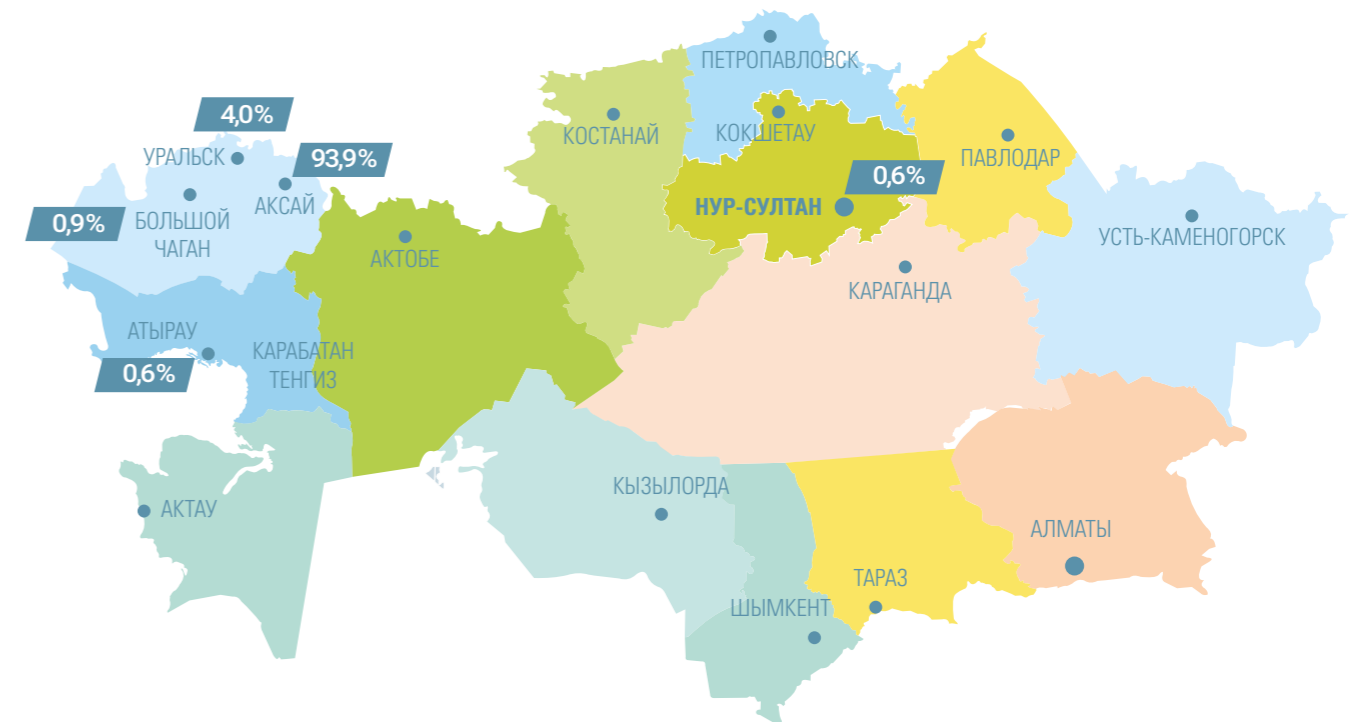 ПЕТРОПАВЛОВСК
4,0%
КОСТАНАЙ
КОКШЕТАУ
УРАЛЬСК
93,9%
ПАВЛОДАР
0,6%
АКСАЙ
НУР-СУЛТАН
0,9%
БОЛЬШОЙ
ЧАГАН
УСТЬ-КАМЕНОГОРСК
АКТОБЕ
КАРАГАНДА
АТЫРАУ
0,6%
КАРАБАТАН
ТЕНГИЗ
КЫЗЫЛОРДА
АКТАУ
АЛМАТЫ
ТАРАЗ
ШЫМКЕНТ